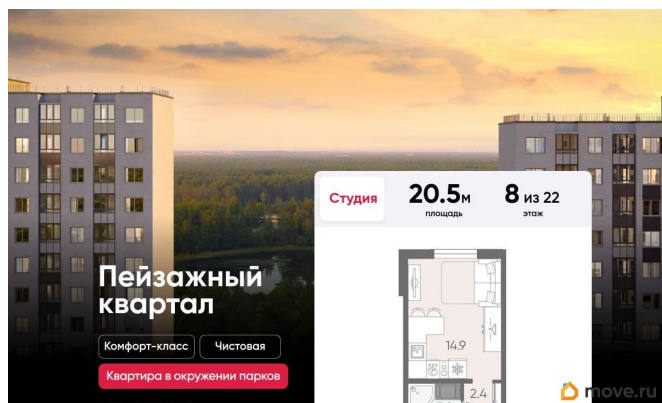 Студия
20.5м
площадь
8 из 22
этаж
Пейзажный
квартал
Комфорт-класс
Чистовая
Квартира в окружении парков
14.9
2.4
move.ru